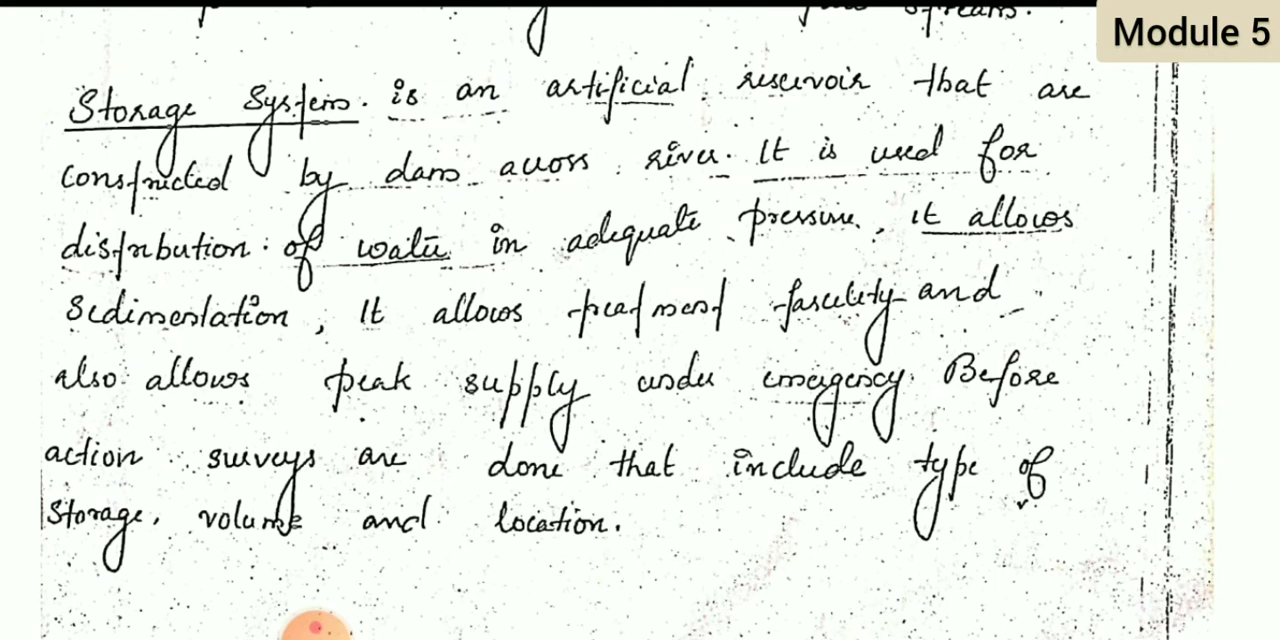 streams.
Module 5
Storage System. is an artificial reservoir that are
constructed by dam across river. It is used for
distribution of water in adequate pressure, it allows
sedimentation, It allows treatment facility and
also allows peak supply under emergency. Before
action surveys are done that include type of
storage, volume and location.